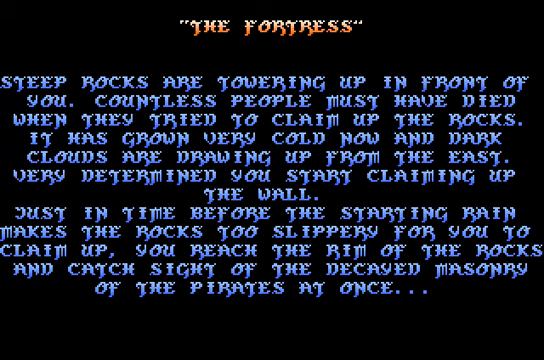 "THE FORTRESS"
STEEP ROCKS ARE TOWERING UP IN FRONT OF
YOU. COUNTLESS PEOPLE MUST HAVE DIED
WHEN THEY TRIED TO CLAIM UP THE ROCKS.
IT HAS GROWN VERY COLD NOW AND DARK
CLOUDS ARE DRAWING UP FROM THE EAST.
VERY DETERMINED YOU START CLAIMING UP
THE WALL.
JUST IN TIME BEFORE THE STARTING RAIN
MAKES THE ROCKS TOO SLIPPERY FOR YOU TO
CLAIM UP, YOU REACH THE RIM OF THE ROCKS
AND CATCH SIGHT OF THE DECAYED MASONRY
OF THE PIRATES AT ONCE...